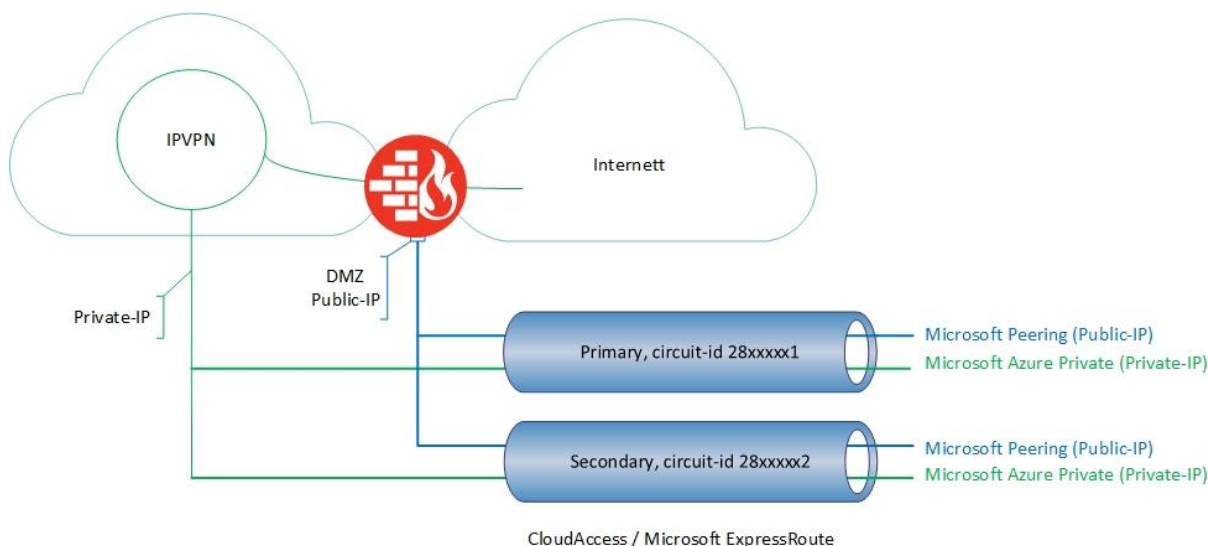 IPVPN
Internett
DMZ
Public-IP
Private-IP
Primary, circuit-id 28xxxxx1
Microsoft Peering (Public-IP)
Microsoft Azure Private (Private-IP)
Secondary, circuit-id 28xxxxx2
Microsoft Peering (Public-IP)
Microsoft Azure Private (Private-IP)
CloudAccess / Microsoft ExpressRoute